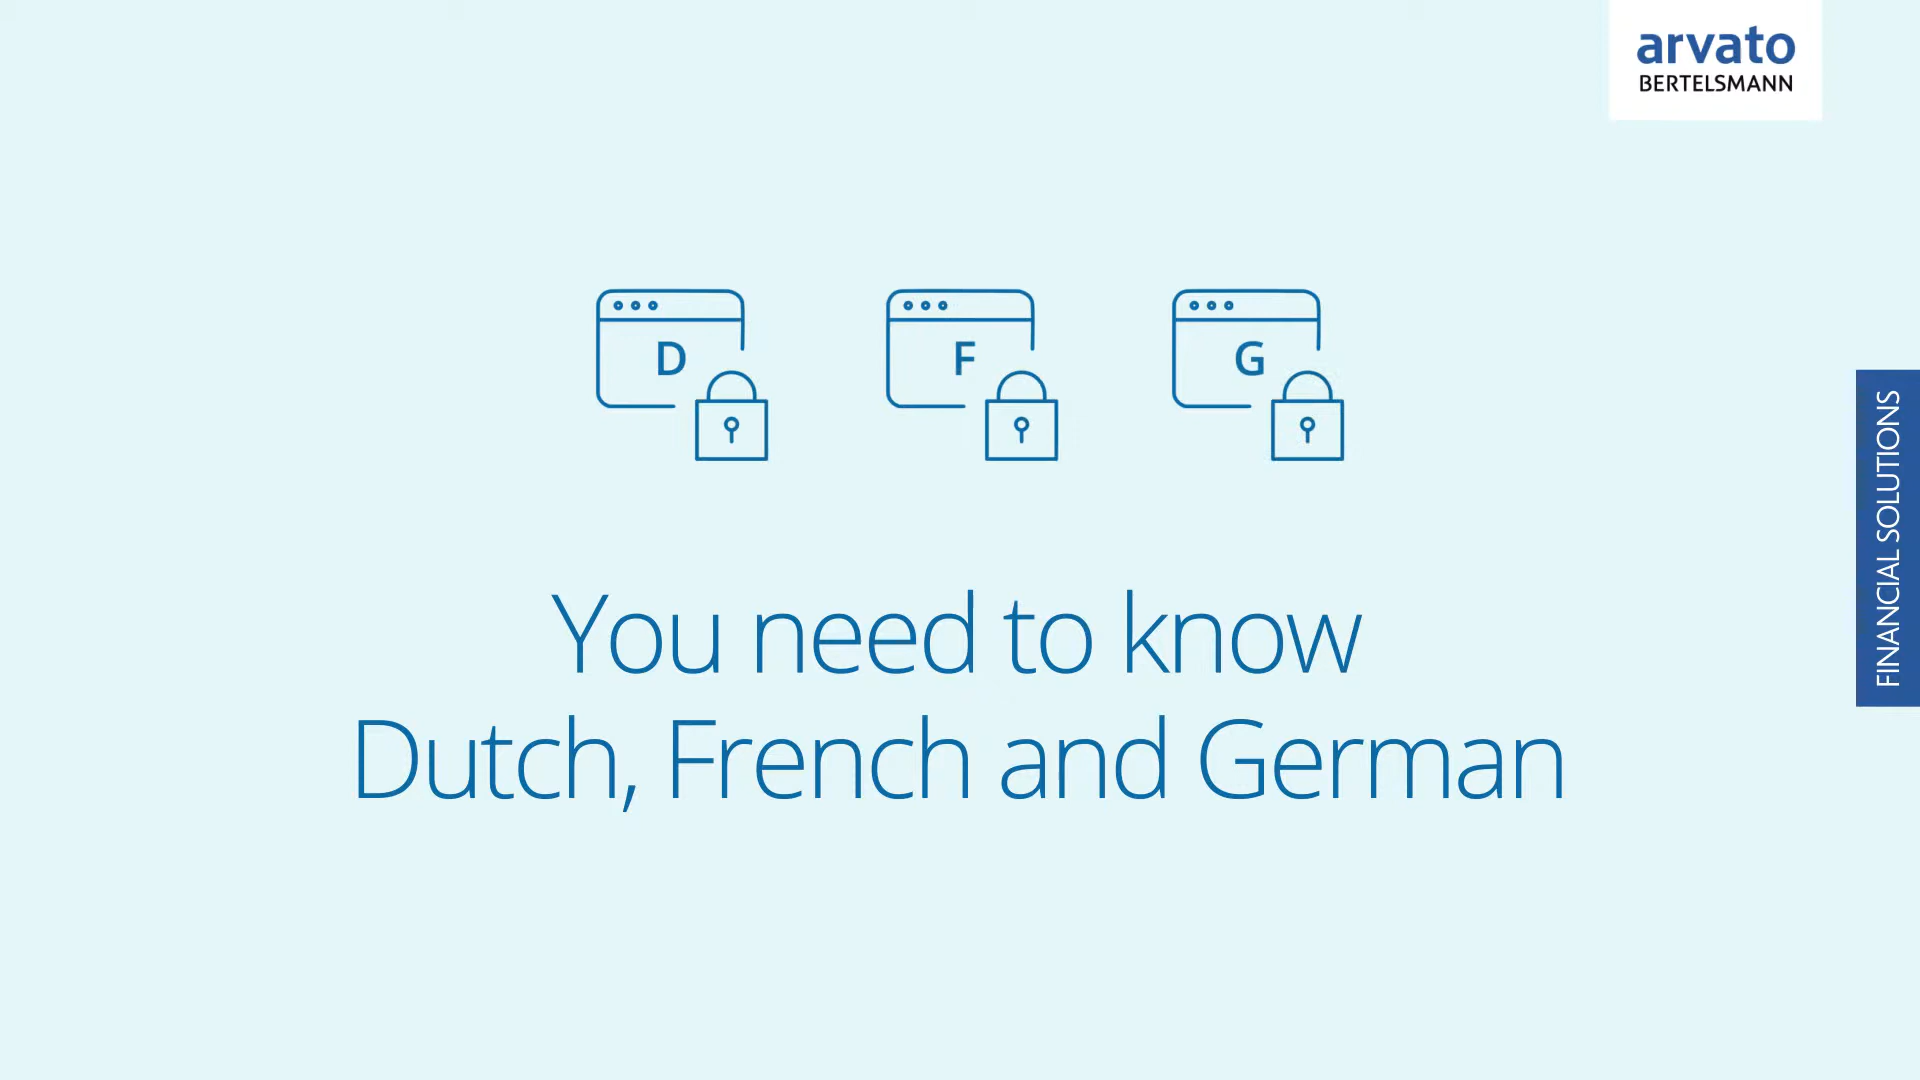 arvato
BERTELSMANN
D
F
G
You need to know
Dutch, French and German
FINANCIAL SOLUTIONS